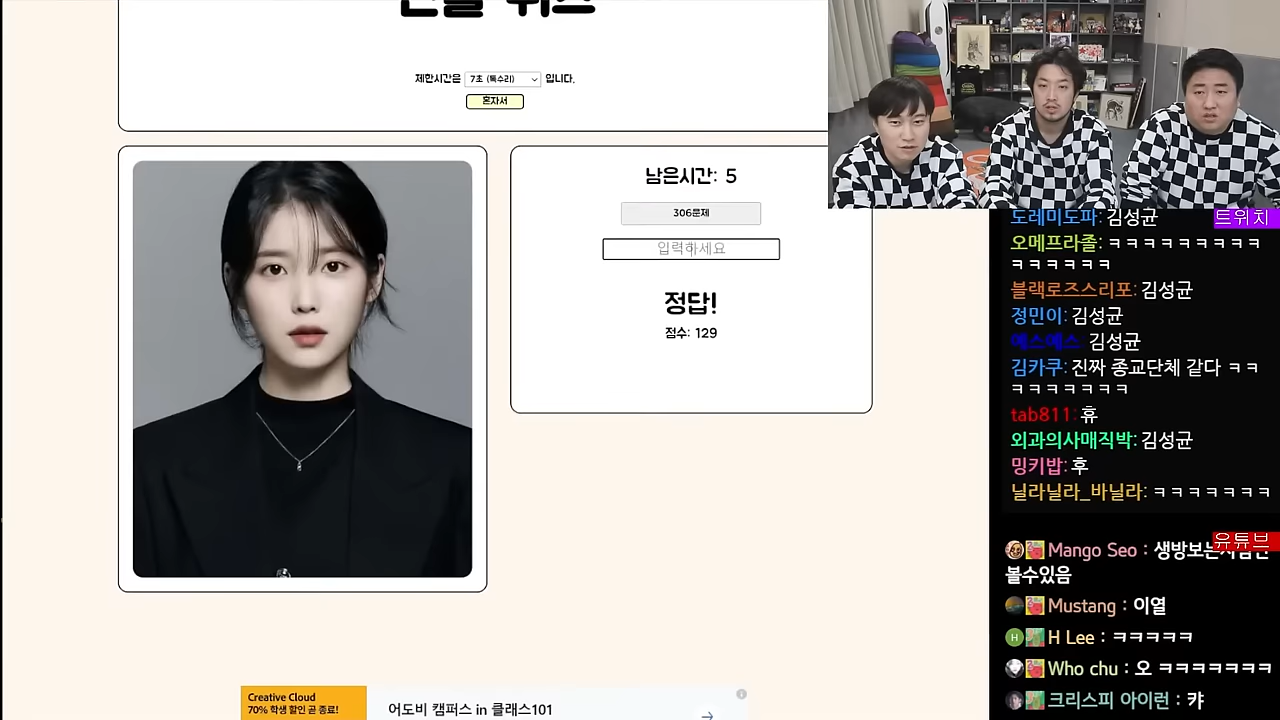 인물 퀴즈
제한시간은 7초 (독수리) 입니다.
혼자서
남은시간: 5
306문제
입력하세요
정답!
점수: 129
Creative Cloud
70% 학생 할인 곧 종료!
어도비 캠퍼스 in 클래스101
도레미도파: 김성균
트위치
오메프라졸: ㅋㅋㅋㅋㅋㅋㅋㅋㅋ
ㅋㅋㅋㅋㅋㅋ
블랙로즈스리포: 김성균
정민이: 김성균
예스예스: 김성균
김카쿠: 진짜 종교단체 같다 ㅋㅋ
ㅋㅋㅋㅋㅋㅋㅋ
tab811: 휴
외과의사매직박: 김성균
밍키밥: 후
닐라닐라_바닐라: ㅋㅋㅋㅋㅋㅋㅋ
유튜브
Mango Seo : 생방보는
볼수있음
Mustang : 이열
H Lee : ㅋㅋㅋㅋㅋ
Who chu : 오 ㅋㅋㅋㅋㅋㅋㅋ
크리스피 아이런 : 캬